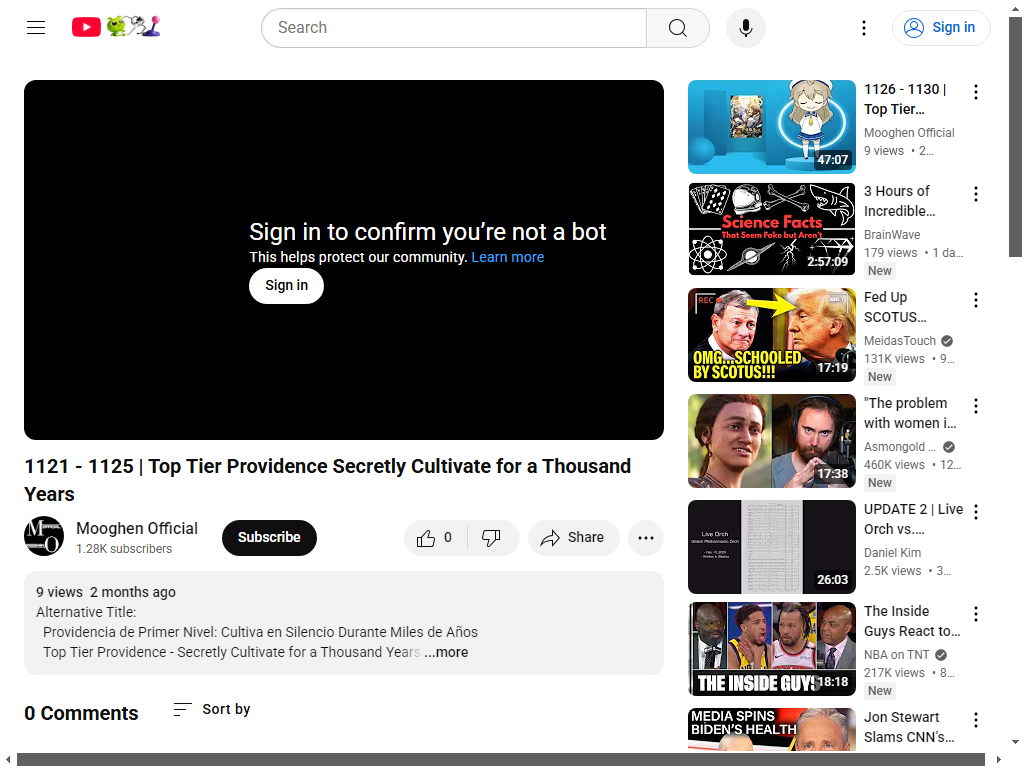 Search
Sign in
Sign in to confirm you're not a bot
This helps protect our community. Learn more
Sign in
1121 - 1125 | Top Tier Providence Secretly Cultivate for a Thousand
Years
Mooghen Official
1.28K subscribers
Subscribe
0
Share
9 views 2 months ago
Alternative Title:
Providencia de Primer Nivel: Cultiva en Silencio Durante Miles de Años
Top Tier Providence - Secretly Cultivate for a Thousand Years ...more
0 Comments
Sort by
47:07
1126 - 1130 |
Top Tier...
Mooghen Official
9 views • 2...
Science Facts
That Seem Fake but Aren't
2:57:09
3 Hours of
Incredible...
BrainWave
179 views • 1 da...
New
REC
OMG...SCHOOLED
BY SCOTUS!!!
17:19
Fed Up
SCOTUS...
MeidasTouch
131K views • 9...
New
17:38
"The problem
with women i...
Asmongold ...
460K views • 12...
New
Live Orch
26:03
UPDATE 2 | Live
Orch vs....
Daniel Kim
2.5K views • 3...
THE INSIDE GUYS
18:18
The Inside
Guys React to...
NBA on TNT
217K views • 8...
New
MEDIA SPINS
BIDEN'S HEALTH
Jon Stewart
Slams CNN's...